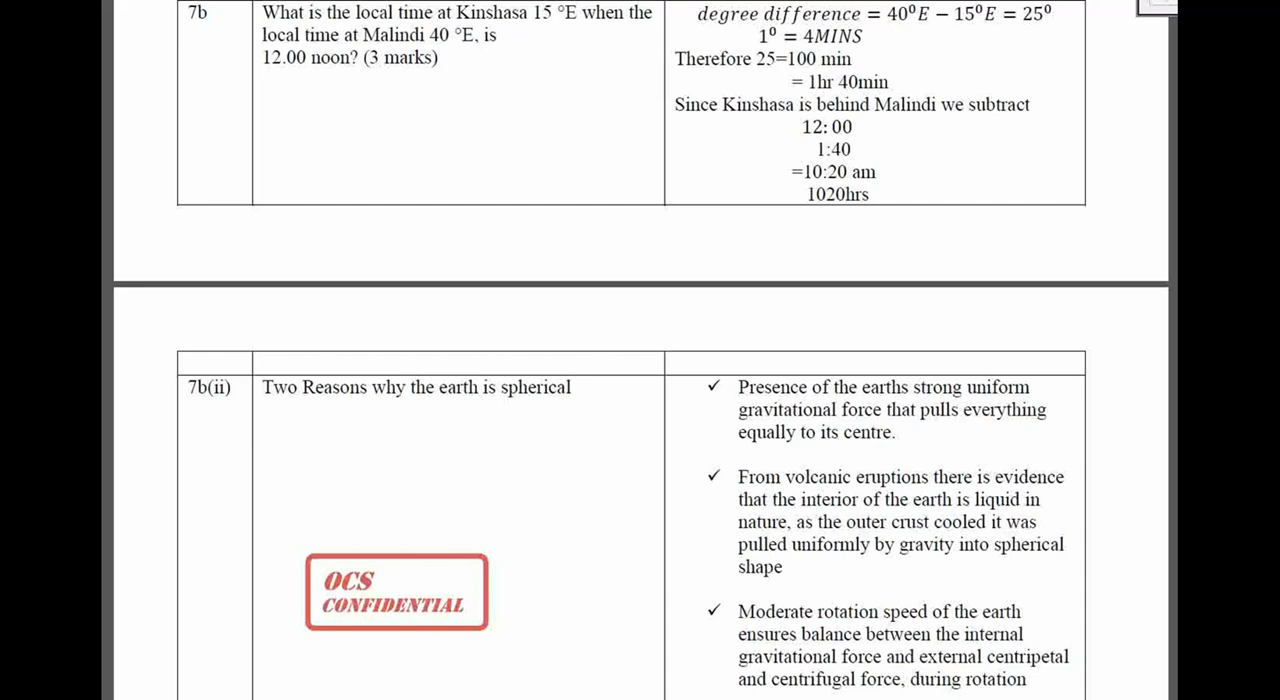 7b
What is the local time at Kinshasa 15 °E when the
local time at Malindi 40 °E, is
12.00 noon? (3 marks)
degree difference = 40⁰E − 15⁰E = 25⁰
1⁰ = 4MINS
Therefore 25=100 min
= 1hr 40min
Since Kinshasa is behind Malindi we subtract
12:00
1:40
=10:20 am
1020hrs
7b(ii)
Two Reasons why the earth is spherical
✓ Presence of the earths strong uniform
gravitational force that pulls everything
equally to its centre.
✓ From volcanic eruptions there is evidence
that the interior of the earth is liquid in
nature, as the outer crust cooled it was
pulled uniformly by gravity into spherical
shape
✓ Moderate rotation speed of the earth
ensures balance between the internal
gravitational force and external centripetal
and centrifugal force, during rotation
OCS
CONFIDENTIAL